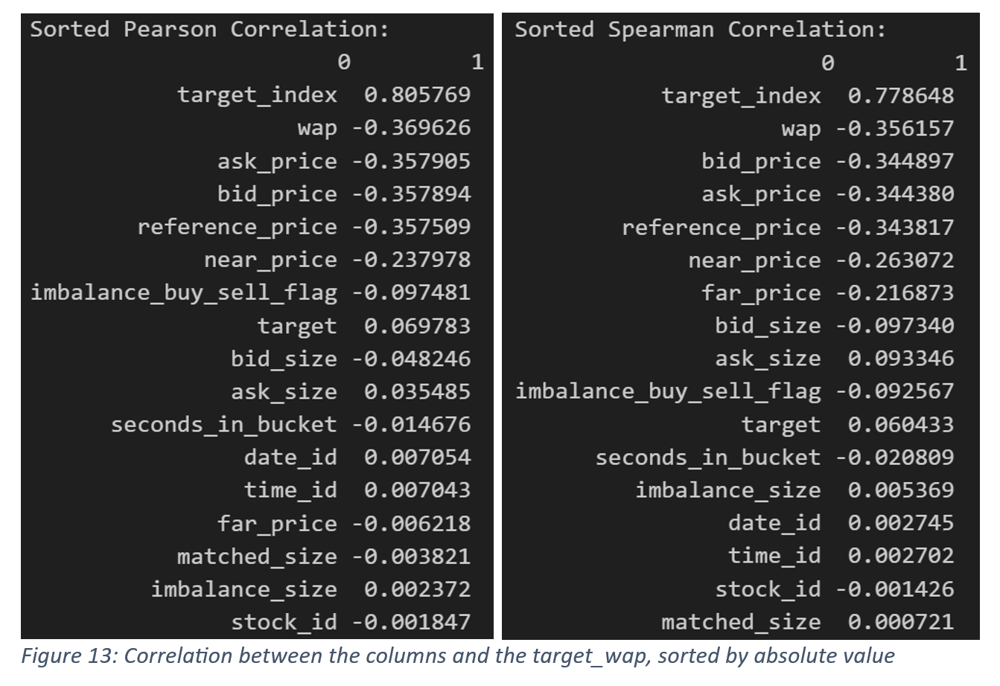 Sorted Pearson Correlation:
0 1
target_index 0.805769
wap -0.369626
ask_price -0.357905
bid_price -0.357894
reference_price -0.357509
near_price -0.237978
imbalance_buy_sell_flag -0.097481
target 0.069783
bid_size -0.048246
ask_size 0.035485
seconds_in_bucket -0.014676
date_id 0.007054
time_id 0.007043
far_price -0.006218
matched_size -0.003821
imbalance_size 0.002372
stock_id -0.001847
Sorted Spearman Correlation:
0 1
target_index 0.778648
wap -0.356157
bid_price -0.344897
ask_price -0.344380
reference_price -0.343817
near_price -0.263072
far_price -0.216873
bid_size -0.097340
ask_size 0.093346
imbalance_buy_sell_flag -0.092567
target 0.060433
seconds_in_bucket -0.020809
imbalance_size 0.005369
date_id 0.002745
time_id 0.002702
stock_id -0.001426
matched_size 0.000721
Figure 13: Correlation between the columns and the target_wap, sorted by absolute value